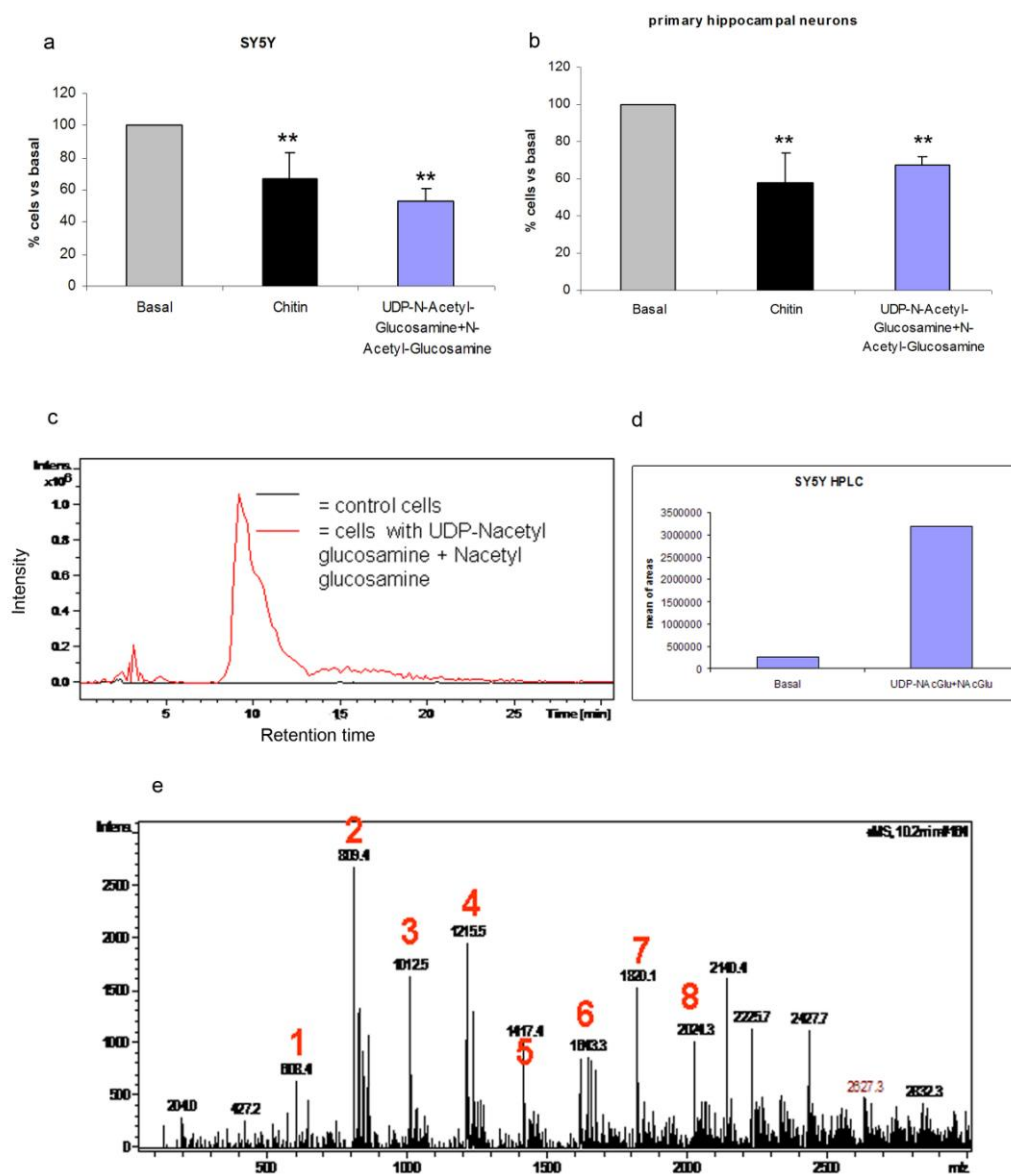 a
SY5Y
% cels vs basal
120
100
80
60
40
20
0
**
**
Basal
Chitin
UDP-N-Acetyl-
Glucosamine+N-
Acetyl-Glucosamine
b
primary hippocampal neurons
% cells vs basal
120
100
80
60
40
20
0
**
**
Basal
Chitin
UDP-N-Acetyl-
Glucosamine+N-
Acetyl-Glucosamine
c
Intens.
x10⁶
1.0
0.8
0.6
0.4
0.2
0.0
Intensity
= control cells
= cells with UDP-Nacetyl
glucosamine + Nacetyl
glucosamine
5
10
15
20
25
Time [min]
Retention time
d
SY5Y HPLC
mean of areas
3500000
3000000
2500000
2000000
1500000
1000000
500000
0
Basal
UDP-NAcGlu+NAcGlu
e
Intens.
2500
2000
1500
1000
500
0
2
809.4
4
1215.5
3
1012.5
7
1820.1
2140.4
8
2024.3
2225.7
2427.7
1417.4
5
6
1
204.0
427.2
2627.3
2832.3
500
1000
1500
2000
2500
m/z